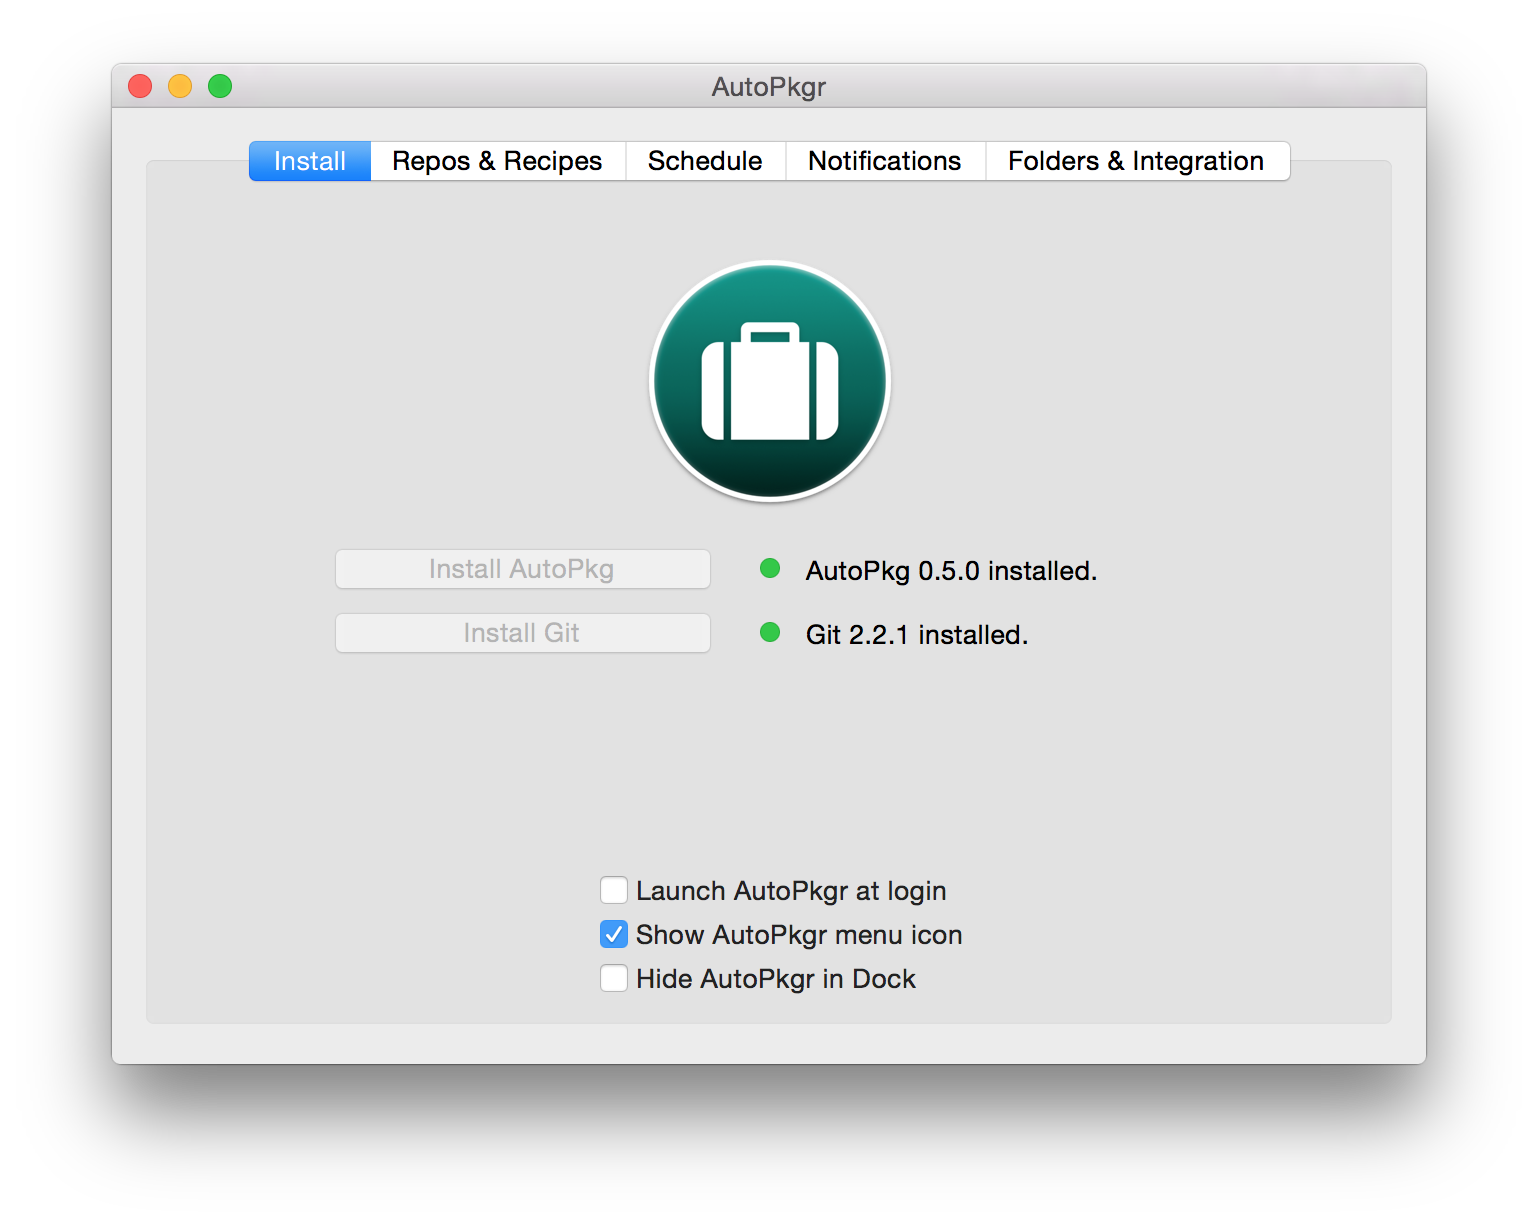 AutoPkgr
Install Repos & Recipes Schedule Notifications Folders & Integration
Install AutoPkg AutoPkg 0.5.0 installed.
Install Git Git 2.2.1 installed.
Launch AutoPkgr at login
Show AutoPkgr menu icon
Hide AutoPkgr in Dock